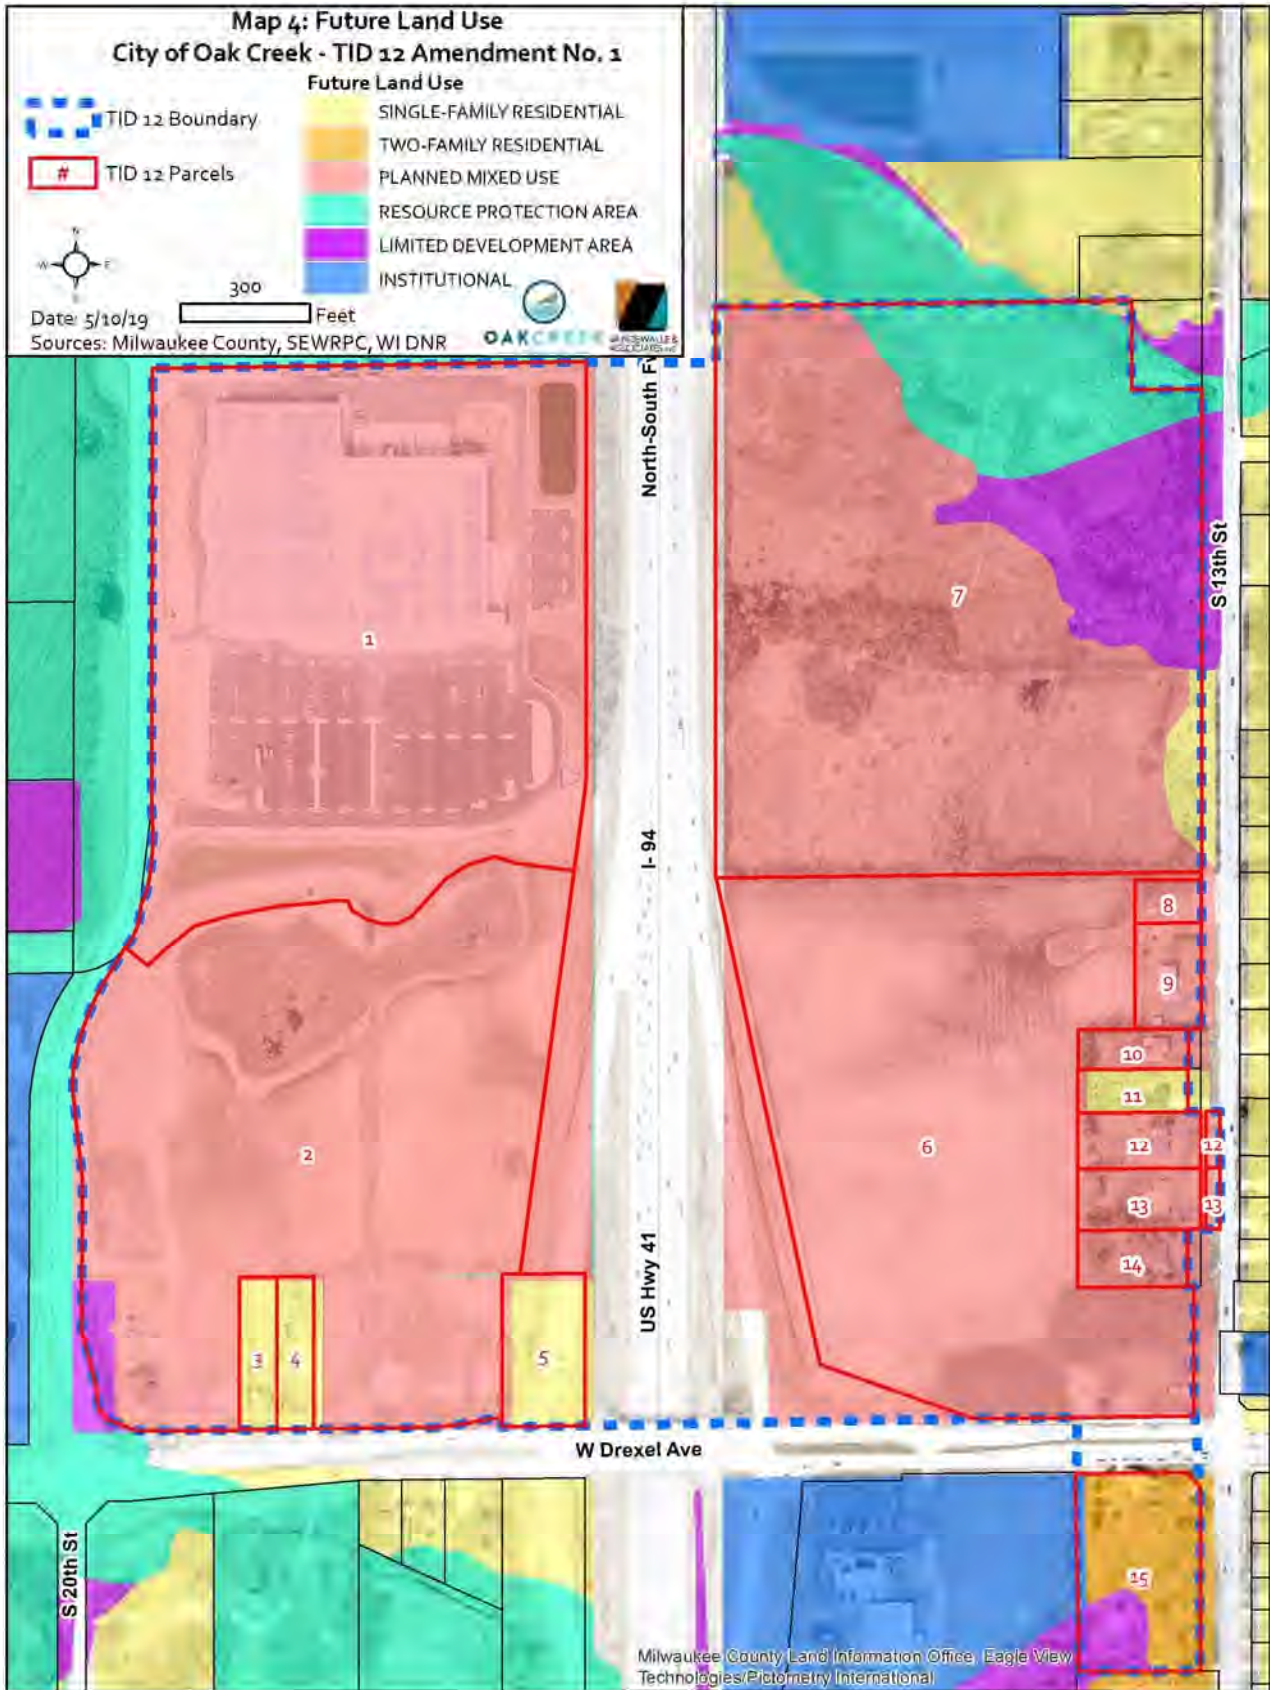 Map 4: Future Land Use
City of Oak Creek - TID 12 Amendment No. 1
Future Land Use
TID 12 Boundary
# TID 12 Parcels
SINGLE-FAMILY RESIDENTIAL
TWO-FAMILY RESIDENTIAL
PLANNED MIXED USE
RESOURCE PROTECTION AREA
LIMITED DEVELOPMENT AREA
INSTITUTIONAL
N
W E
S
300
Feet
Date: 5/10/19
Sources: Milwaukee County, SEWRPC, WI DNR
OAKCREEK
VANDEWALLE &
ASSOCIATES INC
North-South Fw
S 13th St
7
1
I-94
8
9
10
11
12 12
6
2
13 13
14
US Hwy 41
3 4 5
W Drexel Ave
S 20th St
15
Milwaukee County Land Information Office, Eagle View
Technologies/Pictometry International